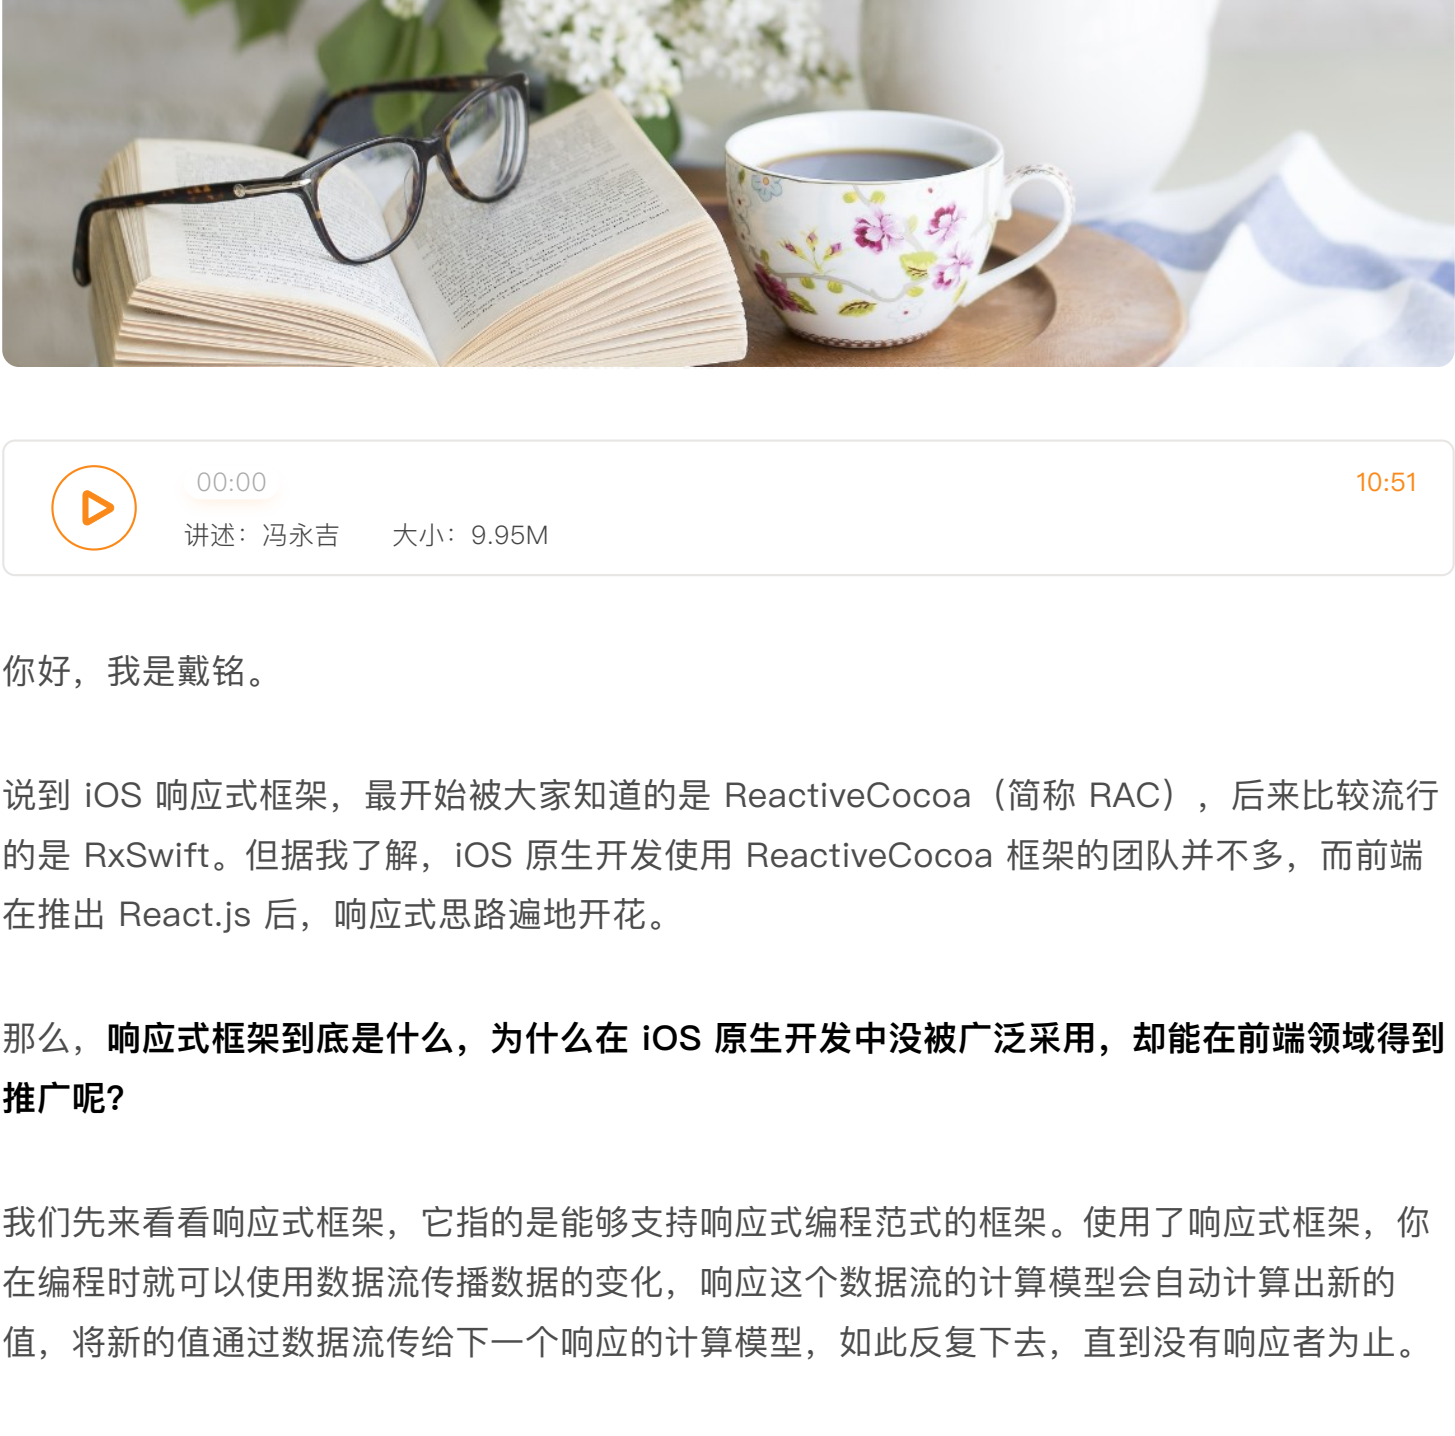 00:00
10:51
讲述：冯永吉 大小：9.95M
你好，我是戴铭。
说到 iOS 响应式框架，最开始被大家知道的是 ReactiveCocoa（简称 RAC），后来比较流行
的是 RxSwift。但据我了解，iOS 原生开发使用 ReactiveCocoa 框架的团队并不多，而前端
在推出 React.js 后，响应式思路遍地开花。
那么，响应式框架到底是什么，为什么在 iOS 原生开发中没被广泛采用，却能在前端领域得到
推广呢？
我们先来看看响应式框架，它指的是能够支持响应式编程范式的框架。使用了响应式框架，你
在编程时就可以使用数据流传播数据的变化，响应这个数据流的计算模型会自动计算出新的
值，将新的值通过数据流传给下一个响应的计算模型，如此反复下去，直到没有响应者为止。